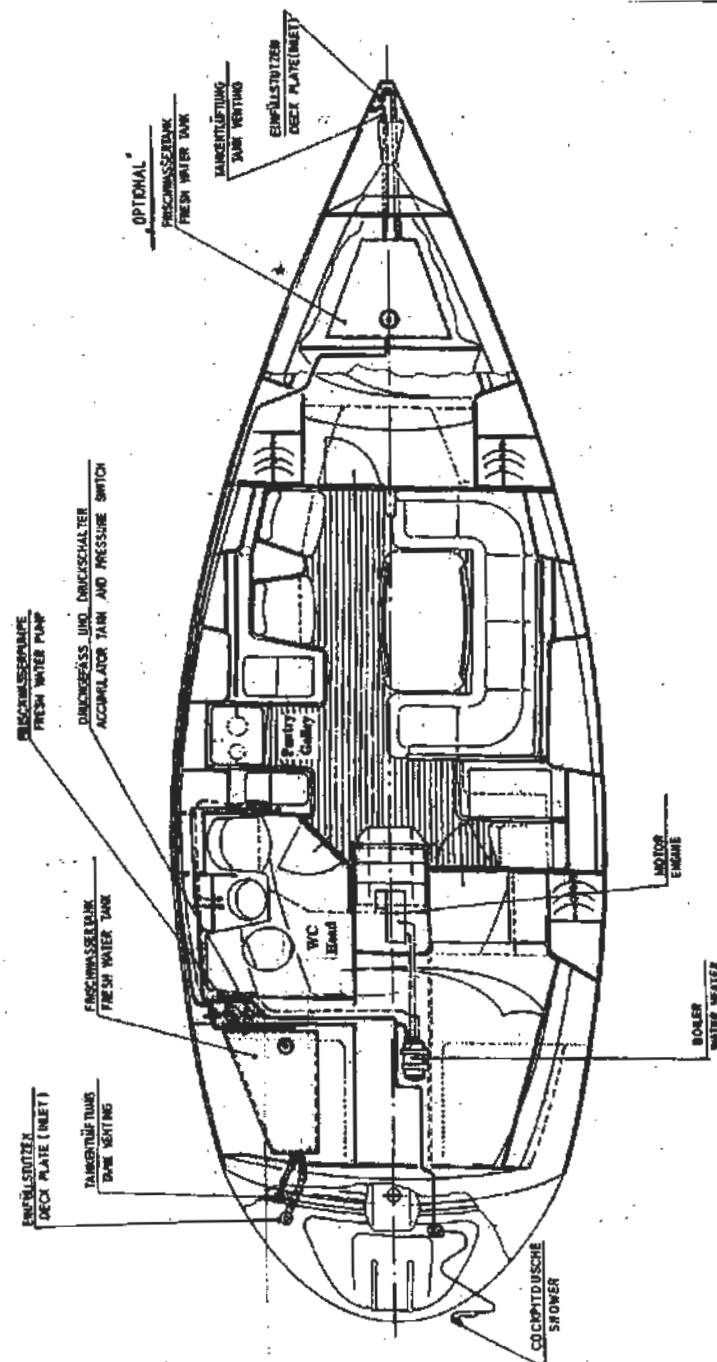 "OPTIONAL"
FRISCHWASSERTANK
FRESH WATER TANK
TANKENTLÜFTUNG
TANK VENTING
EINFÜLLSTUTZEN
DECK PLATE (INLET)
FRISCHWASSERPUMPE
FRESH WATER PUMP
DRUCKGEFÄSS UND DRUCKSCHALTER
ACCUMULATOR TANK AND PRESSURE SWITCH
FRISCHWASSERTANK
FRESH WATER TANK
TANKENTLÜFTUNG
TANK VENTING
EINFÜLLSTUTZEN
DECK PLATE (INLET)
Pantry
Galley
WC
Head
MOTOR
ENGINE
BOILER
WATER HEATER
COCKPITDUSCHE
SHOWER